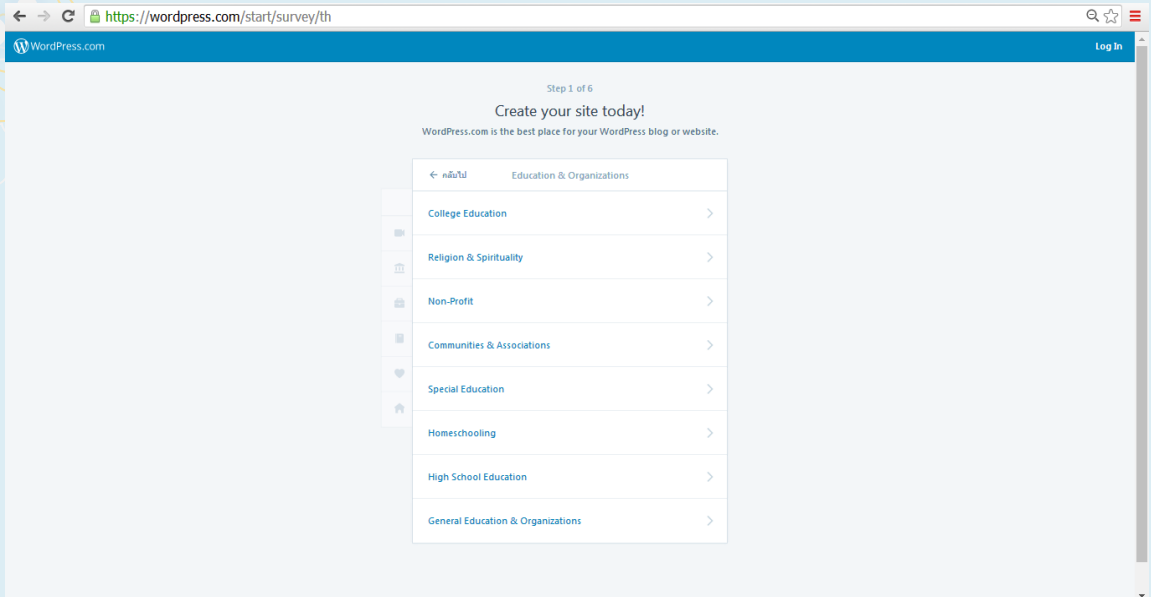 https://wordpress.com/start/survey/th
WordPress.com
Log In
Step 1 of 6
Create your site today!
WordPress.com is the best place for your WordPress blog or website.
← กลับไป
Education & Organizations
College Education
Religion & Spirituality
Non-Profit
Communities & Associations
Special Education
Homeschooling
High School Education
General Education & Organizations